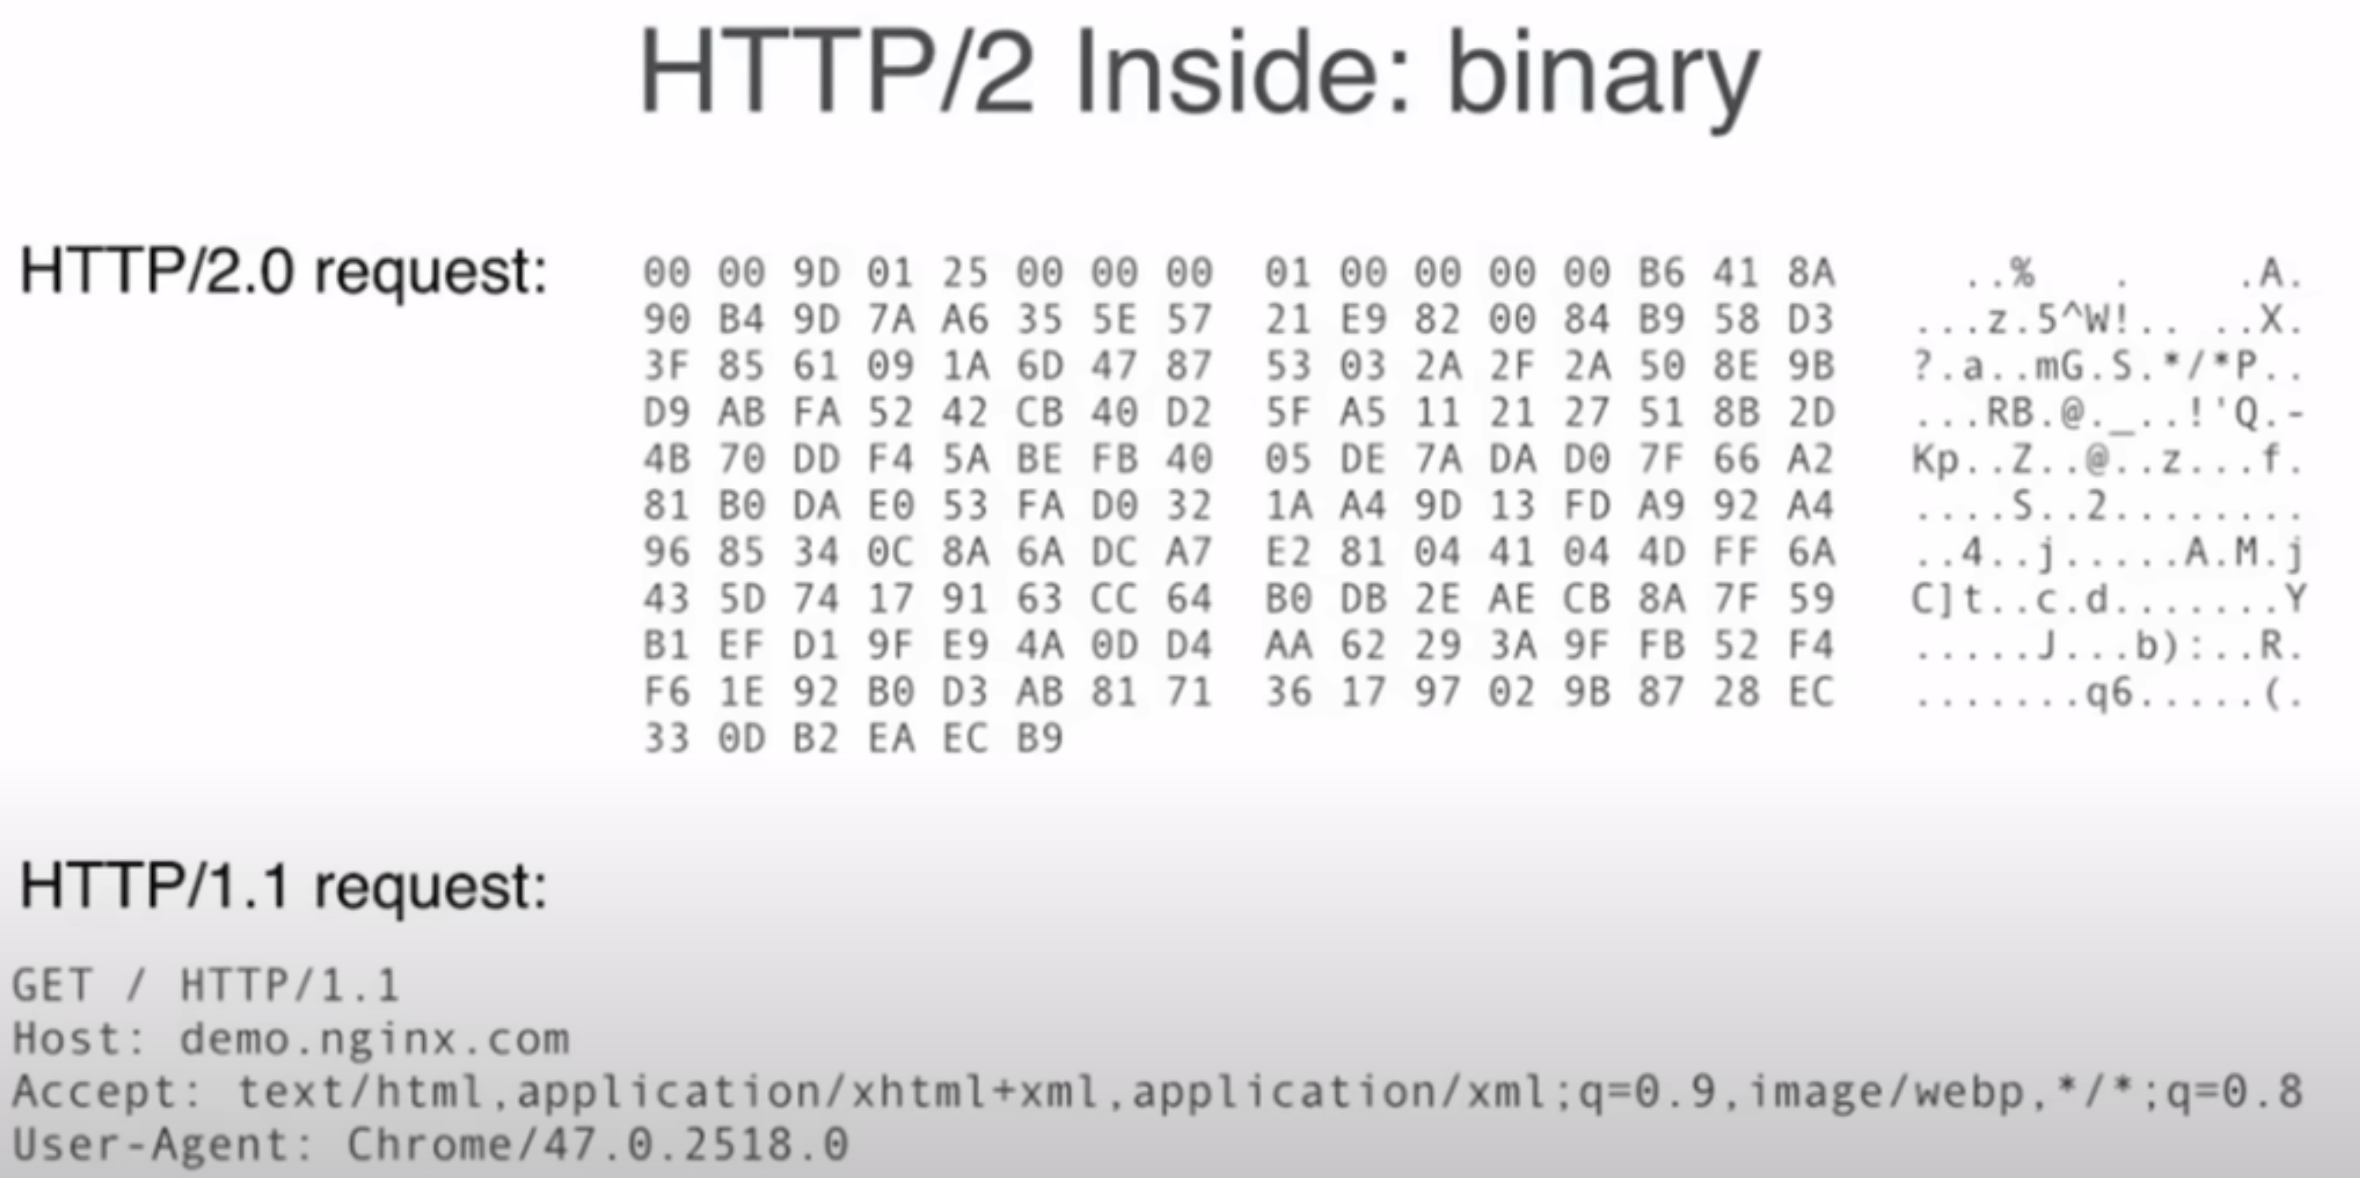 HTTP/2 Inside: binary
HTTP/2.0 request:
00 00 9D 01 25 00 00 00 01 00 00 00 00 B6 41 8A ..% . .A.
90 B4 9D 7A A6 35 5E 57 21 E9 82 00 84 B9 58 D3 ...z.5^W!.. ..X.
3F 85 61 09 1A 6D 47 87 53 03 2A 2F 2A 50 8E 9B ?.a..mG.S.*/*P..
D9 AB FA 52 42 CB 40 D2 5F A5 11 21 27 51 8B 2D ...RB.@._..!'Q.-
4B 70 DD F4 5A BE FB 40 05 DE 7A DA D0 7F 66 A2 Kp..Z..@..z...f.
81 B0 DA E0 53 FA D0 32 1A A4 9D 13 FD A9 92 A4 ....S..2........
96 85 34 0C 8A 6A DC A7 E2 81 04 41 04 4D FF 6A ..4..j.....A.M.j
43 5D 74 17 91 63 CC 64 B0 DB 2E AE CB 8A 7F 59 C]t..c.d.......Y
B1 EF D1 9F E9 4A 0D D4 AA 62 29 3A 9F FB 52 F4 .....J...b):..R.
F6 1E 92 B0 D3 AB 81 71 36 17 97 02 9B 87 28 EC .......q6.....(.
33 0D B2 EA EC B9
HTTP/1.1 request:
GET / HTTP/1.1
Host: demo.nginx.com
Accept: text/html,application/xhtml+xml,application/xml;q=0.9,image/webp,*/*;q=0.8
User-Agent: Chrome/47.0.2518.0